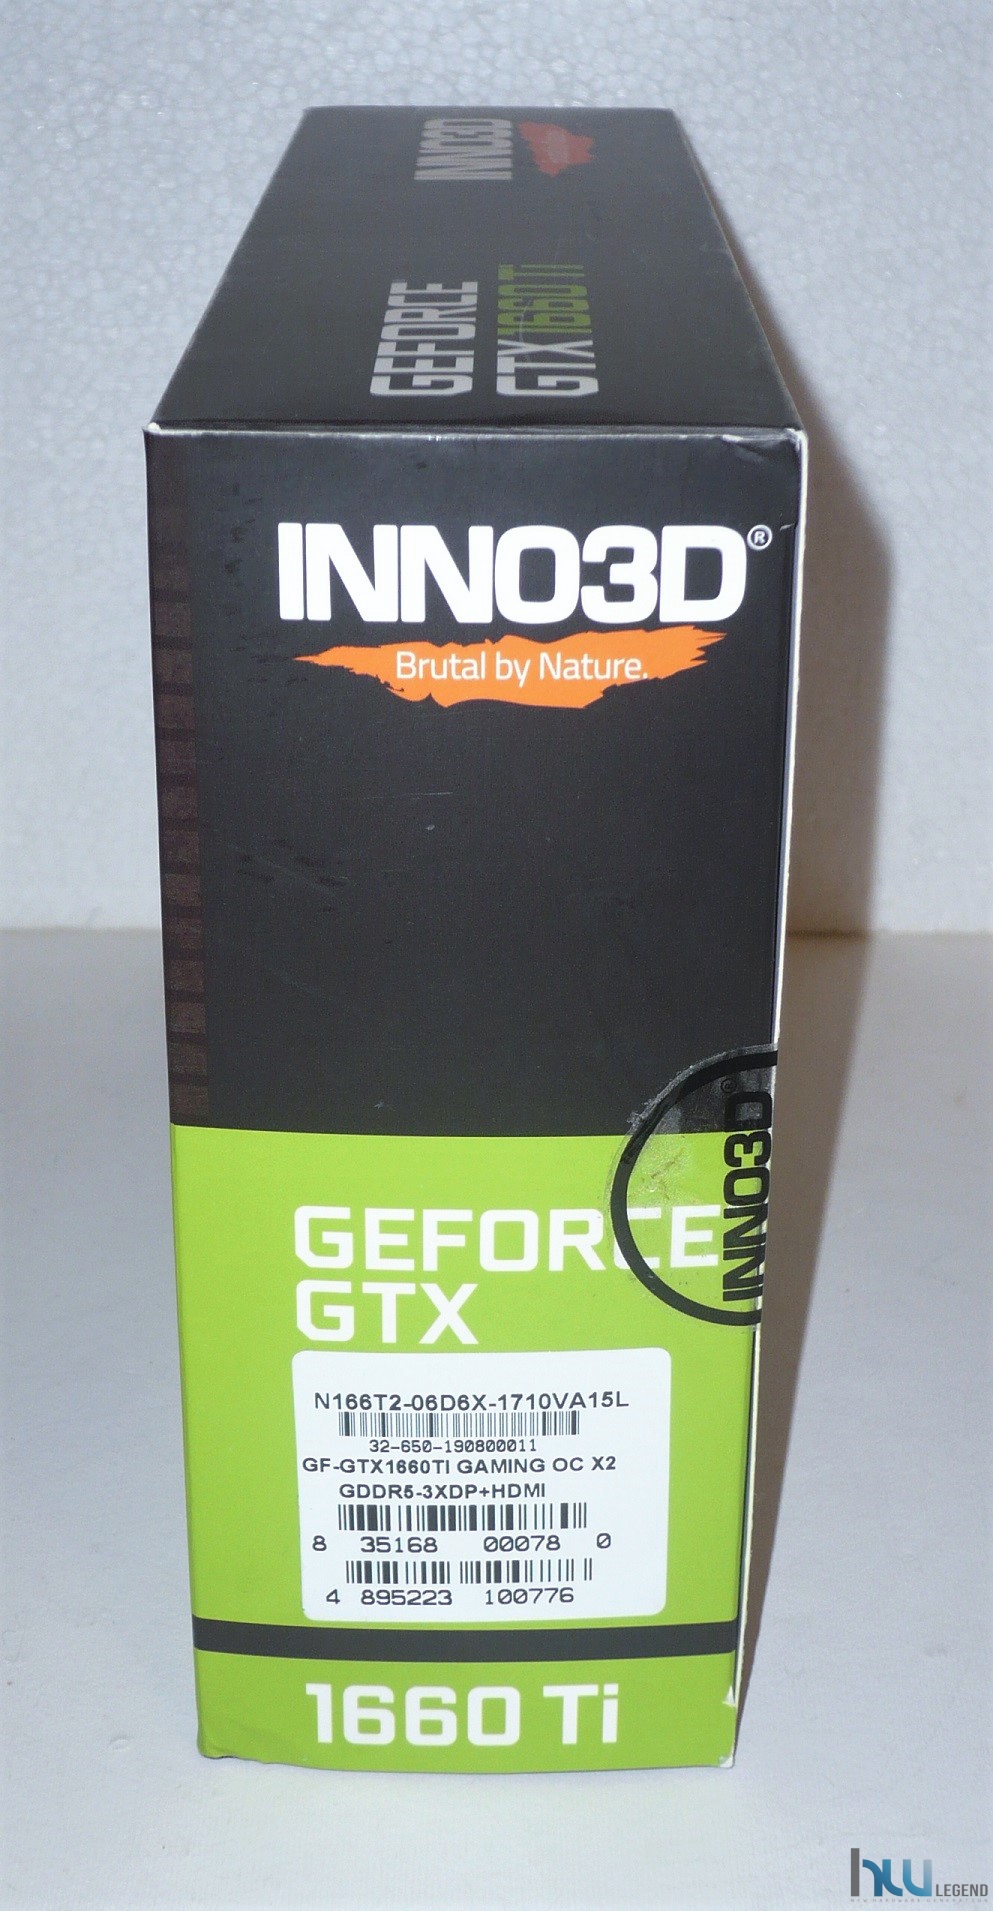 INNO3D
GEFORCE
GTX 1660 Ti
INNO3D®
Brutal by Nature.
INNO3D®
GEFORCE
GTX
N166T2-06D6X-1710VA15L
32-650-190800011
GF-GTX1660TI GAMING OC X2
GDDR5-3XDP+HDMI
8 35168 00078 0
4 895223 100776
1660 Ti
hw LEGEND